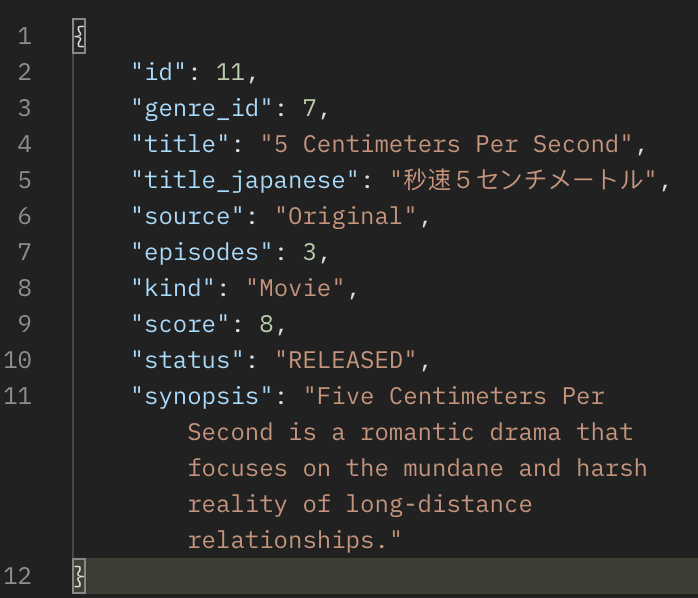 1 {
2 "id": 11,
3 "genre_id": 7,
4 "title": "5 Centimeters Per Second",
5 "title_japanese": "秒速５センチメートル",
6 "source": "Original",
7 "episodes": 3,
8 "kind": "Movie",
9 "score": 8,
10 "status": "RELEASED",
11 "synopsis": "Five Centimeters Per
Second is a romantic drama that
focuses on the mundane and harsh
reality of long-distance
relationships."
12 }